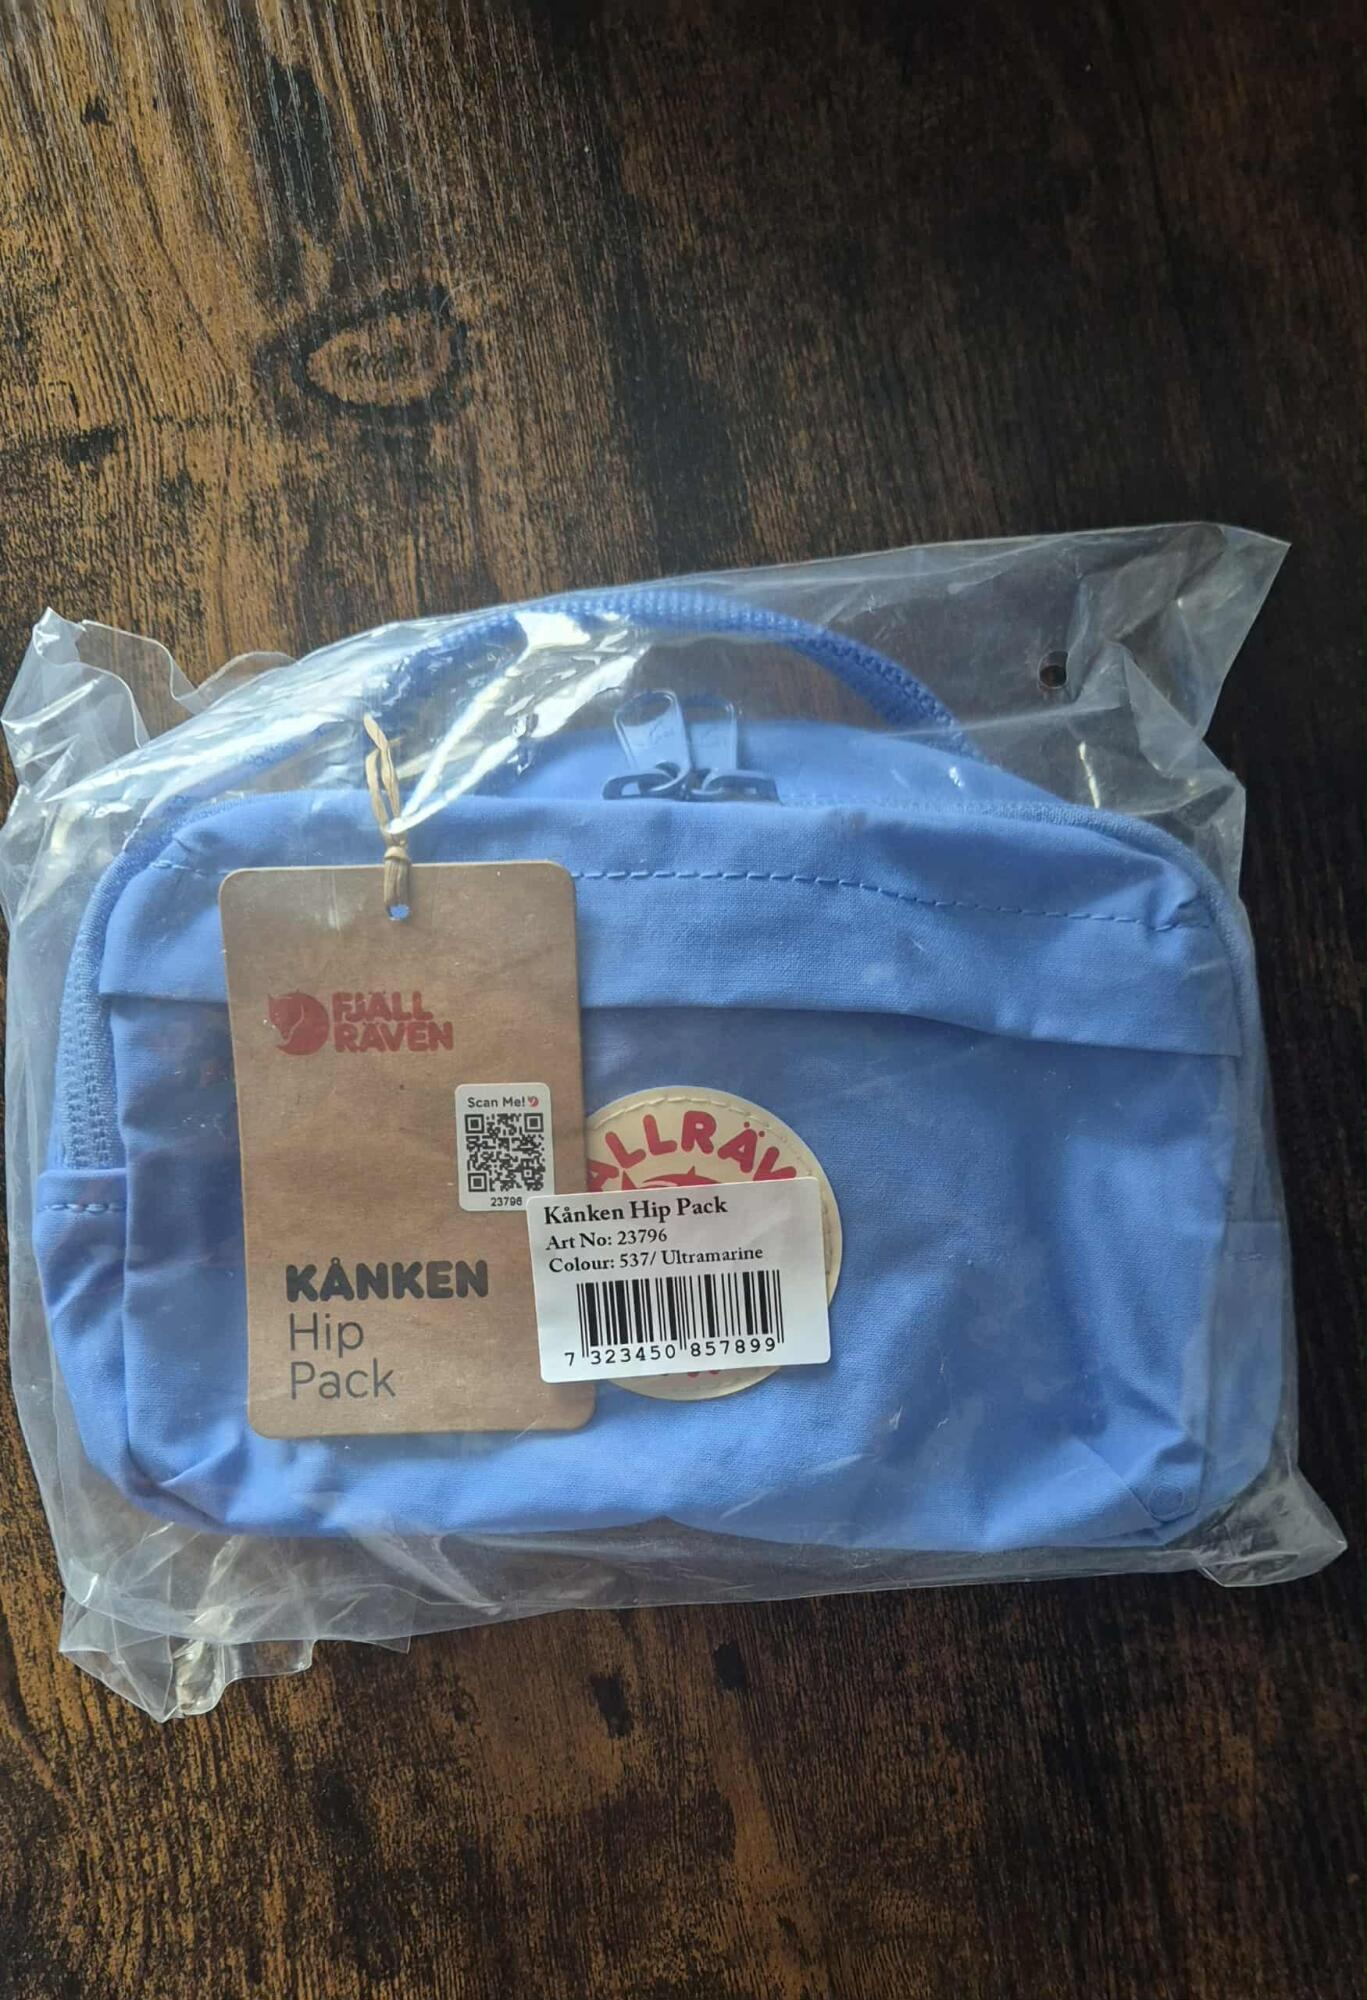 FJÄLL
RÄVEN
Scan Me!
23796
KÅNKEN
Hip
Pack
Kånken Hip Pack
Art No: 23796
Colour: 537/ Ultramarine
7 323450 857899
ÄLLRÄV